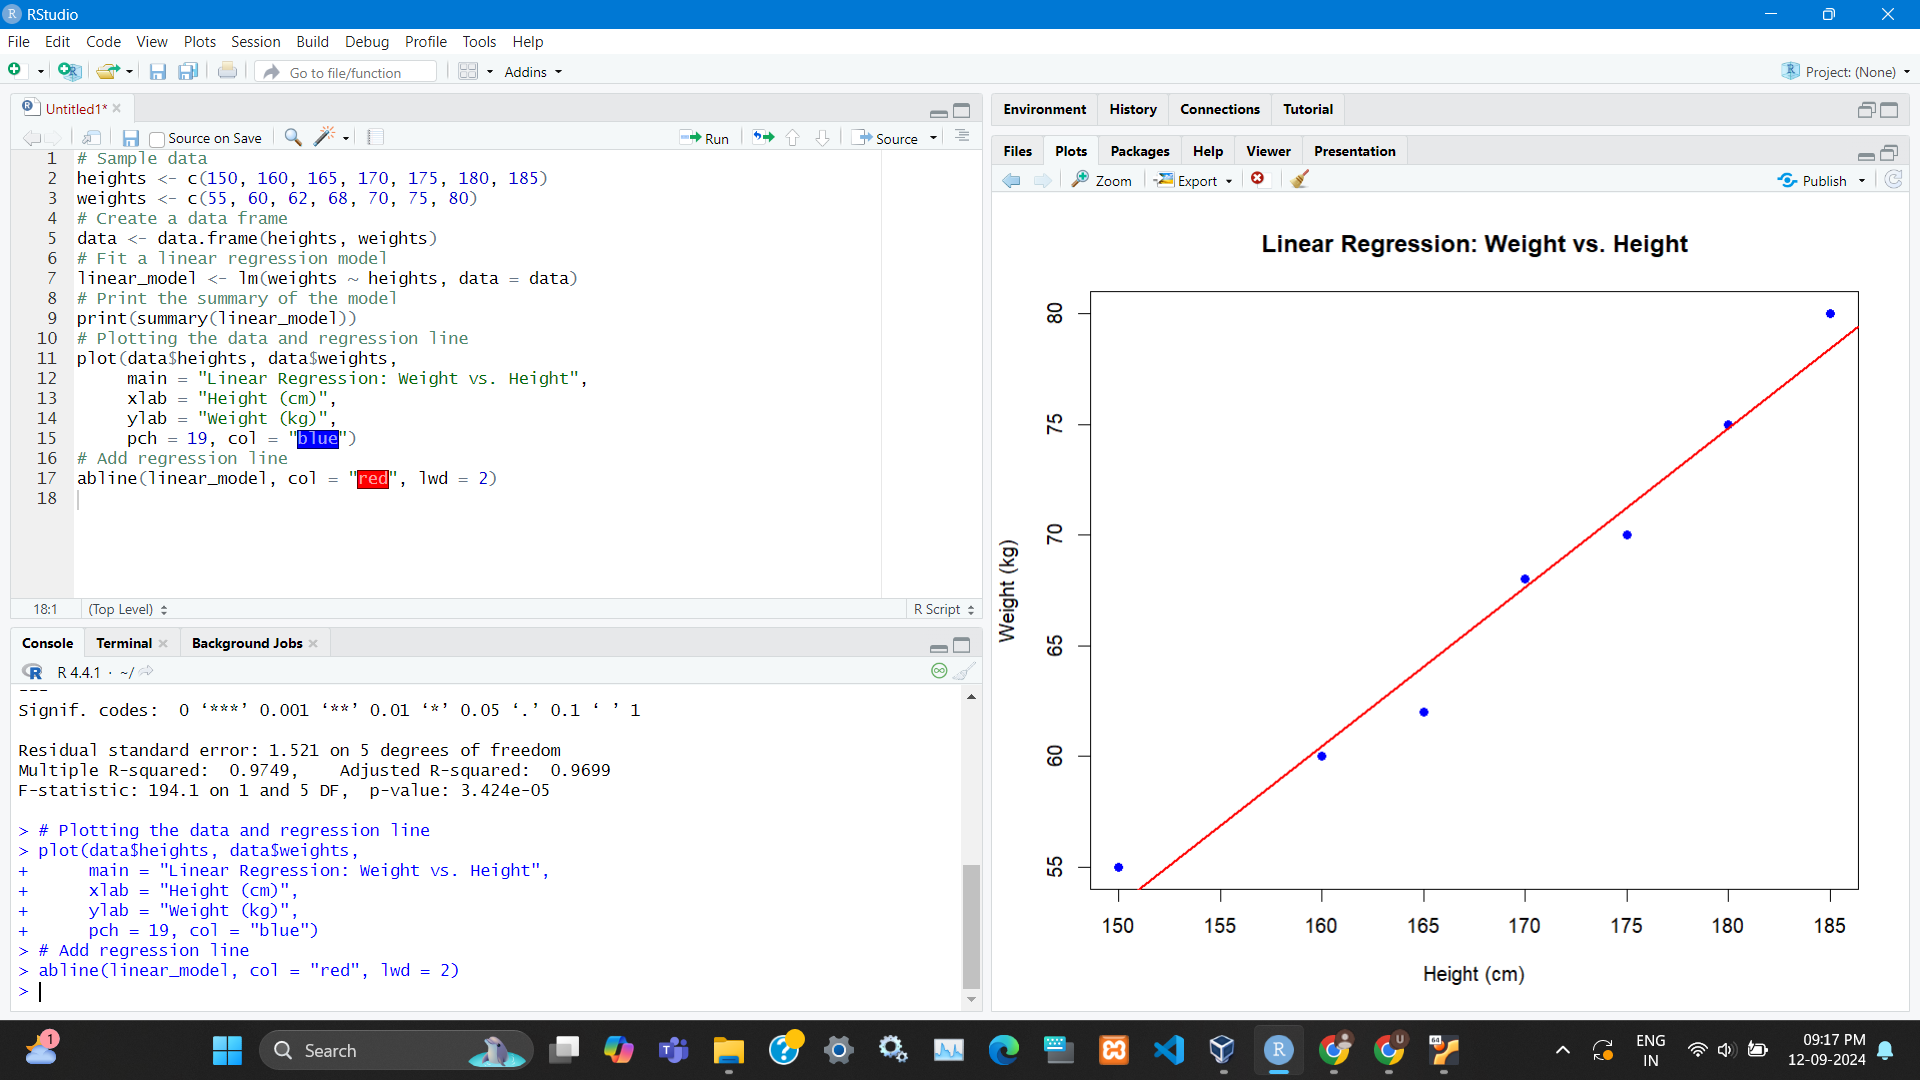 RStudio
File Edit Code View Plots Session Build Debug Profile Tools Help
Go to file/function Addins Project: (None)
Untitled1*
Source on Save Run Source
1 # Sample data
2 heights <- c(150, 160, 165, 170, 175, 180, 185)
3 weights <- c(55, 60, 62, 68, 70, 75, 80)
4 # Create a data frame
5 data <- data.frame(heights, weights)
6 # Fit a linear regression model
7 linear_model <- lm(weights ~ heights, data = data)
8 # Print the summary of the model
9 print(summary(linear_model))
10 # Plotting the data and regression line
11 plot(data$heights, data$weights,
12 main = "Linear Regression: Weight vs. Height",
13 xlab = "Height (cm)",
14 ylab = "Weight (kg)",
15 pch = 19, col = "blue")
16 # Add regression line
17 abline(linear_model, col = "red", lwd = 2)
18
18:1 (Top Level) R Script
Console Terminal Background Jobs
R 4.4.1 · ~/
---
Signif. codes:  0 ‘***’ 0.001 ‘**’ 0.01 ‘*’ 0.05 ‘.’ 0.1 ‘ ’ 1
Residual standard error: 1.521 on 5 degrees of freedom
Multiple R-squared:  0.9749,    Adjusted R-squared:  0.9699
F-statistic: 194.1 on 1 and 5 DF,  p-value: 3.424e-05
> # Plotting the data and regression line
> plot(data$heights, data$weights,
+      main = "Linear Regression: Weight vs. Height",
+      xlab = "Height (cm)",
+      ylab = "Weight (kg)",
+      pch = 19, col = "blue")
> # Add regression line
> abline(linear_model, col = "red", lwd = 2)
>
Environment History Connections Tutorial
Files Plots Packages Help Viewer Presentation
Zoom Export Publish
Linear Regression: Weight vs. Height
80
75
70
65
60
55
Weight (kg)
150 155 160 165 170 175 180 185
Height (cm)
1
Search
64
U
ENG
IN
09:17 PM
12-09-2024